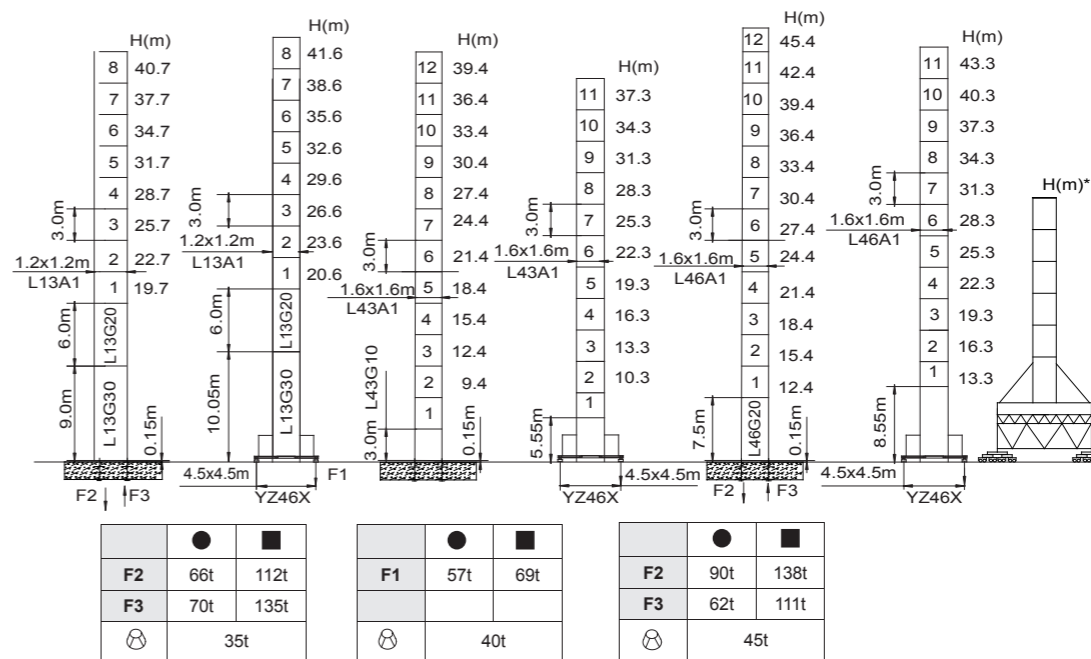 H(m)
8 40.7
7 37.7
6 34.7
5 31.7
4 28.7
3 25.7
2 22.7
1 19.7
3.0m
1.2x1.2m
L13A1
6.0m
L13G20
9.0m
L13G30
0.15m
F2
F3
H(m)
8 41.6
7 38.6
6 35.6
5 32.6
4 29.6
3 26.6
2 23.6
1 20.6
3.0m
1.2x1.2m
L13A1
6.0m
L13G20
10.05m
L13G30
4.5x4.5m
F1
YZ46X
12 39.4
11 36.4
10 33.4
9 30.4
8 27.4
7 24.4
6 21.4
5 18.4
4 15.4
3 12.4
2 9.4
1
3.0m
1.6x1.6m
L43A1
L43G10
3.0m
0.15m
H(m)
11 37.3
10 34.3
9 31.3
8 28.3
7 25.3
6 22.3
5 19.3
4 16.3
3 13.3
2 10.3
1
3.0m
1.6x1.6m
L43A1
5.55m
4.5x4.5m
YZ46X
H(m)
12 45.4
11 42.4
10 39.4
9 36.4
8 33.4
7 30.4
6 27.4
5 24.4
4 21.4
3 18.4
2 15.4
1 12.4
3.0m
1.6x1.6m
L46A1
7.5m
L46G20
0.15m
F2
F3
11 43.3
10 40.3
9 37.3
8 34.3
7 31.3
6 28.3
5 25.3
4 22.3
3 19.3
2 16.3
1 13.3
3.0m
1.6x1.6m
L46A1
8.55m
4.5x4.5m
YZ46X
H(m)*
F2 66t 112t
F3 70t 135t
35t
F1 57t 69t
40t
F2 90t 138t
F3 62t 111t
45t